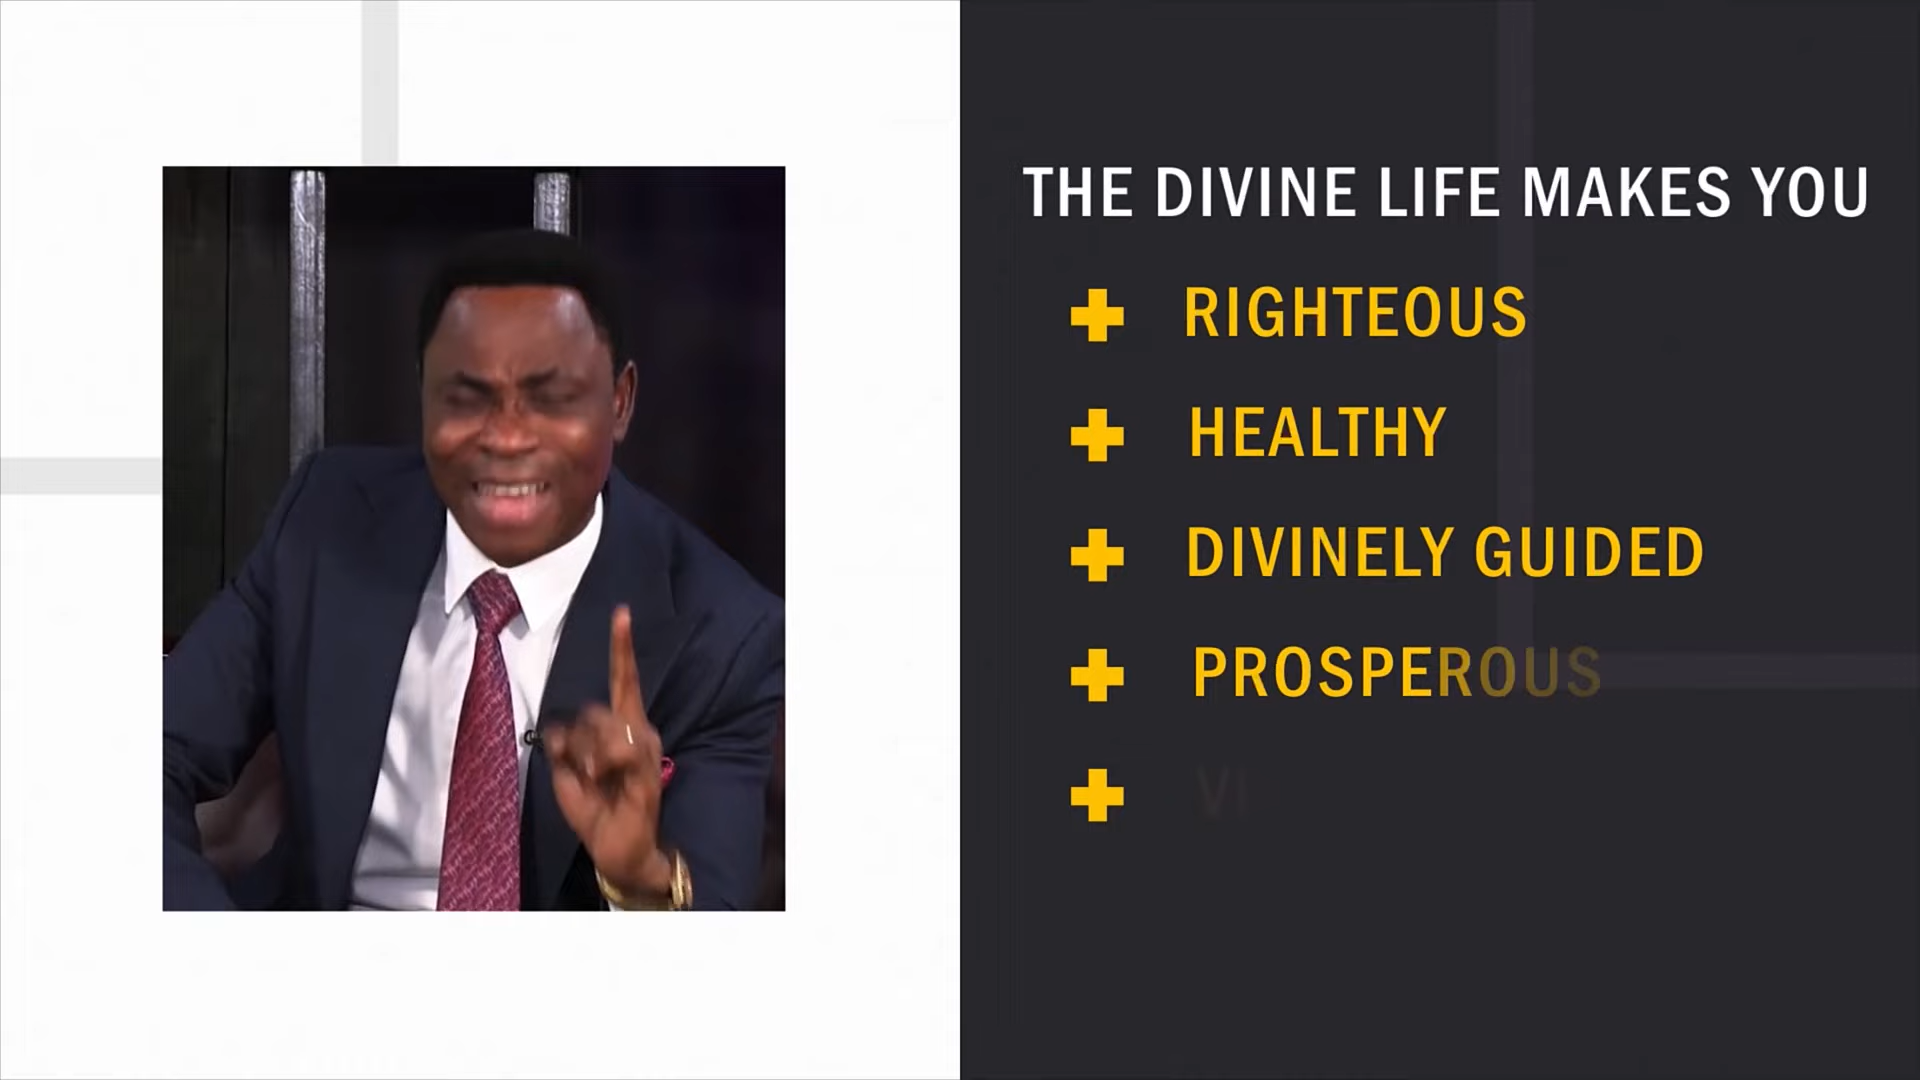 THE DIVINE LIFE MAKES YOU
RIGHTEOUS
HEALTHY
DIVINELY GUIDED
PROSPEROUS